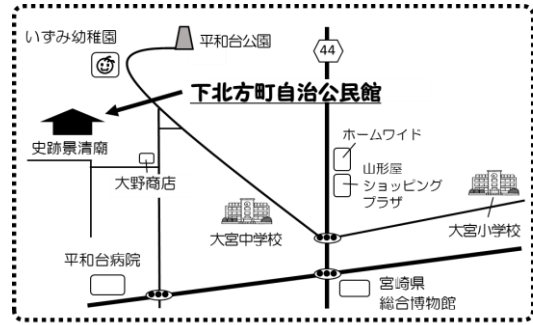 いずみ幼稚園
平和台公園
44
下北方町自治公民館
史跡景清廟
大野商店
ホームワイド
山形屋
ショッピング
プラザ
大宮中学校
大宮小学校
平和台病院
宮崎県
総合博物館